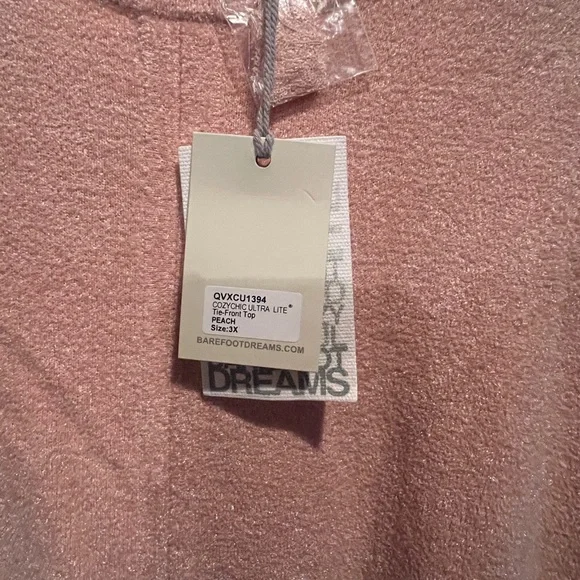 QVXCU1394
COZYCHIC ULTRA LITE®
Tie-Front Top
PEACH
Size:3X
BAREFOOTDREAMS.COM
DREAMS